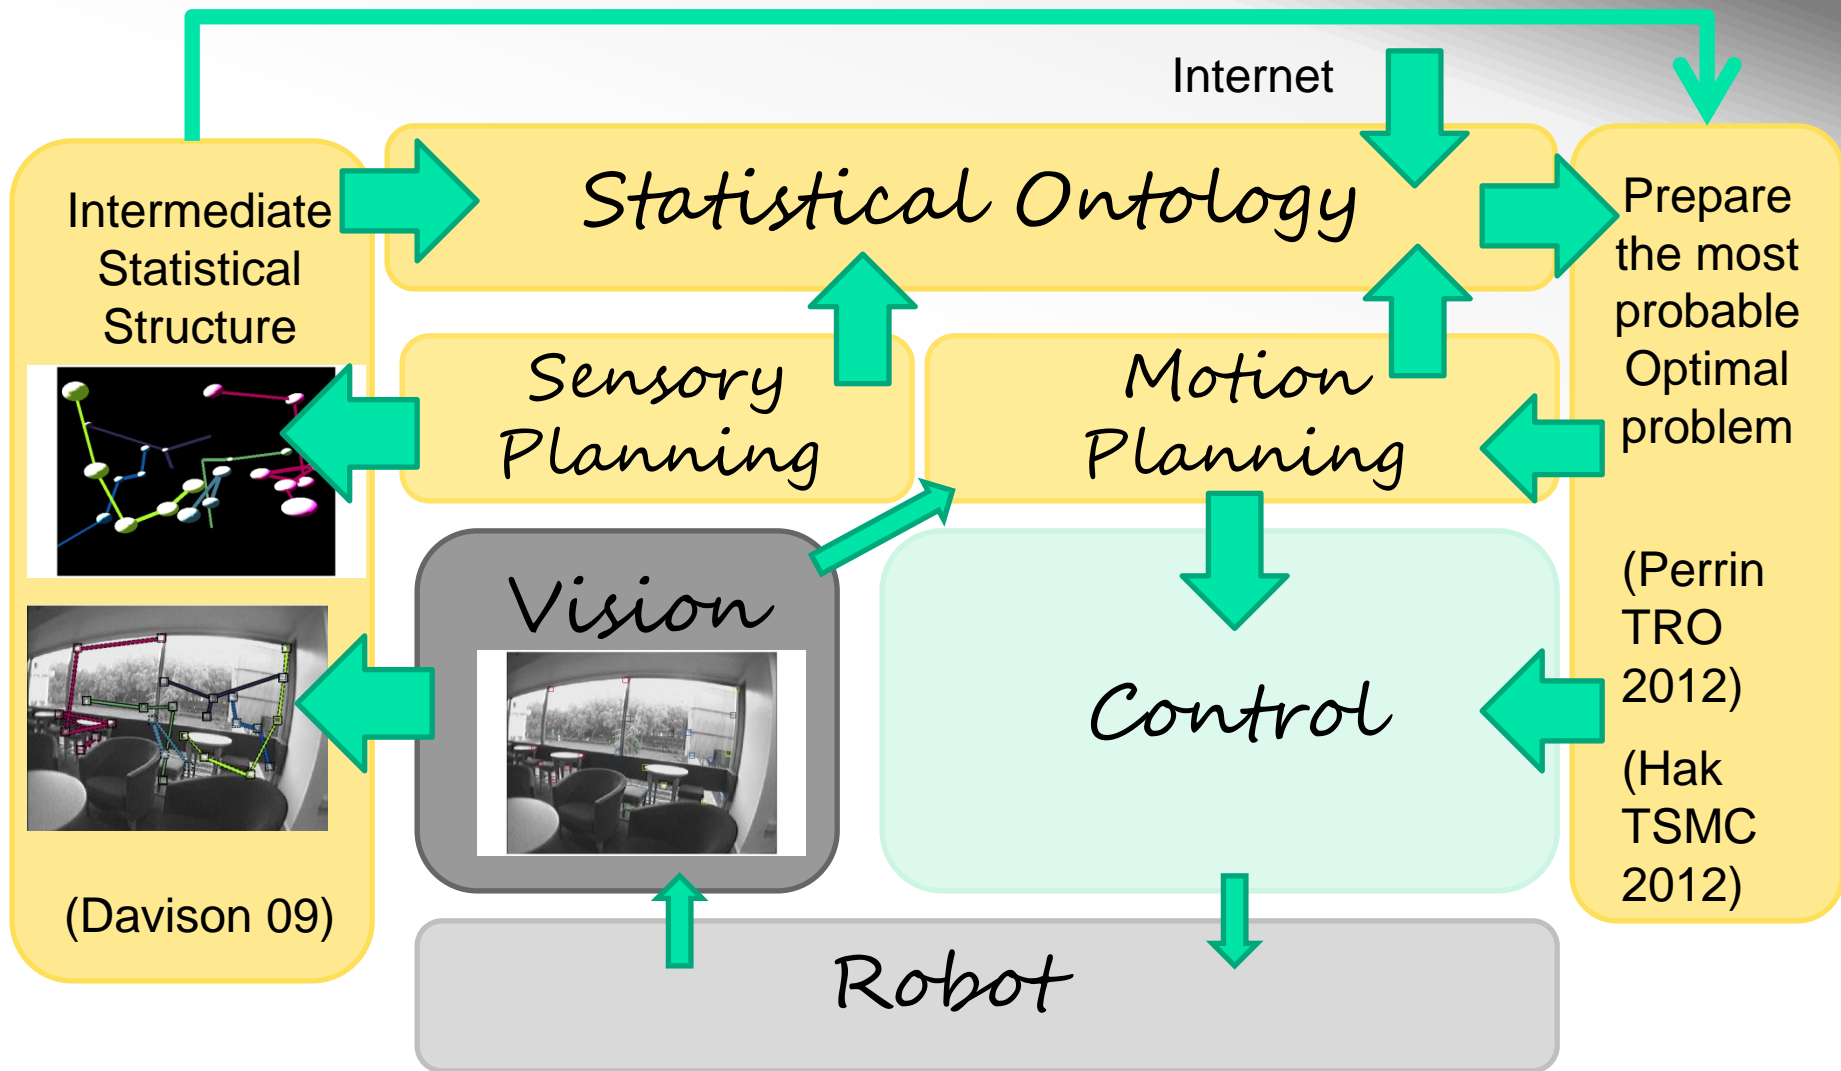 Internet
Intermediate
Statistical
Structure
(Davison 09)
Statistical Ontology
Sensory
Planning
Motion
Planning
Vision
Control
Robot
Prepare
the most
probable
Optimal
problem
(Perrin
TRO
2012)
(Hak
TSMC
2012)